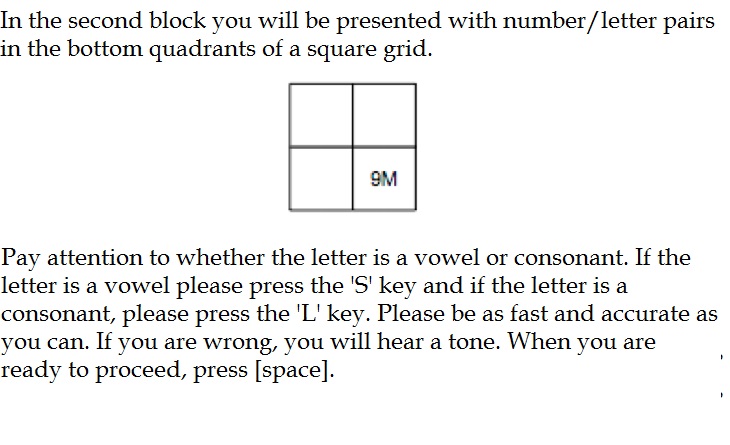 In the second block you will be presented with number/letter pairs
in the bottom quadrants of a square grid.
9M
Pay attention to whether the letter is a vowel or consonant. If the
letter is a vowel please press the 'S' key and if the letter is a
consonant, please press the 'L' key. Please be as fast and accurate as
you can. If you are wrong, you will hear a tone. When you are
ready to proceed, press [space].